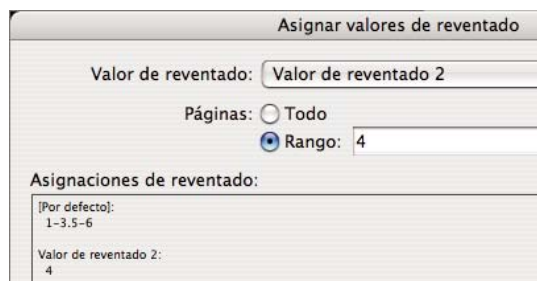 Asignar valores de reventado
Valor de reventado: Valor de reventado 2
Páginas: Todo
Rango: 4
Asignaciones de reventado:
[Por defecto]:
1-3.5-6
Valor de reventado 2:
4